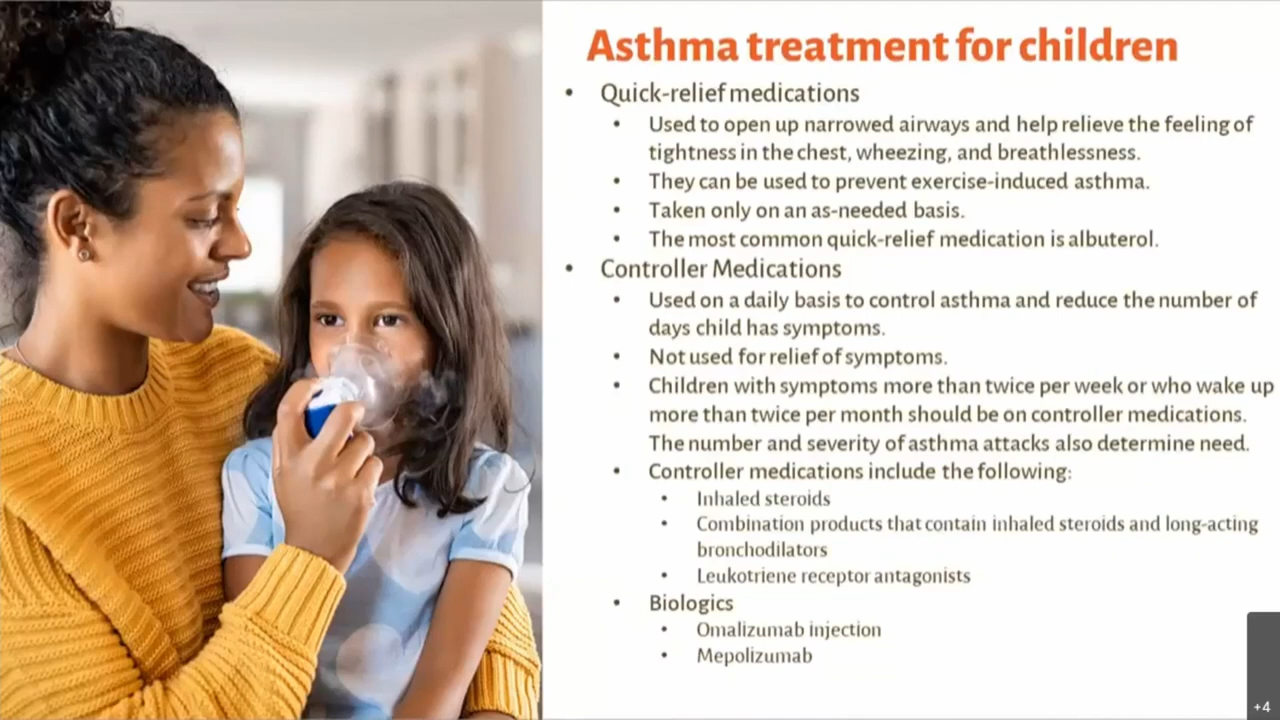 Asthma treatment for children
• Quick-relief medications
• Used to open up narrowed airways and help relieve the feeling of
tightness in the chest, wheezing, and breathlessness.
• They can be used to prevent exercise-induced asthma.
• Taken only on an as-needed basis.
• The most common quick-relief medication is albuterol.
• Controller Medications
• Used on a daily basis to control asthma and reduce the number of
days child has symptoms.
• Not used for relief of symptoms.
• Children with symptoms more than twice per week or who wake up
more than twice per month should be on controller medications.
The number and severity of asthma attacks also determine need.
• Controller medications include the following:
• Inhaled steroids
• Combination products that contain inhaled steroids and long-acting
bronchodilators
• Leukotriene receptor antagonists
• Biologics
• Omalizumab injection
• Mepolizumab
+4